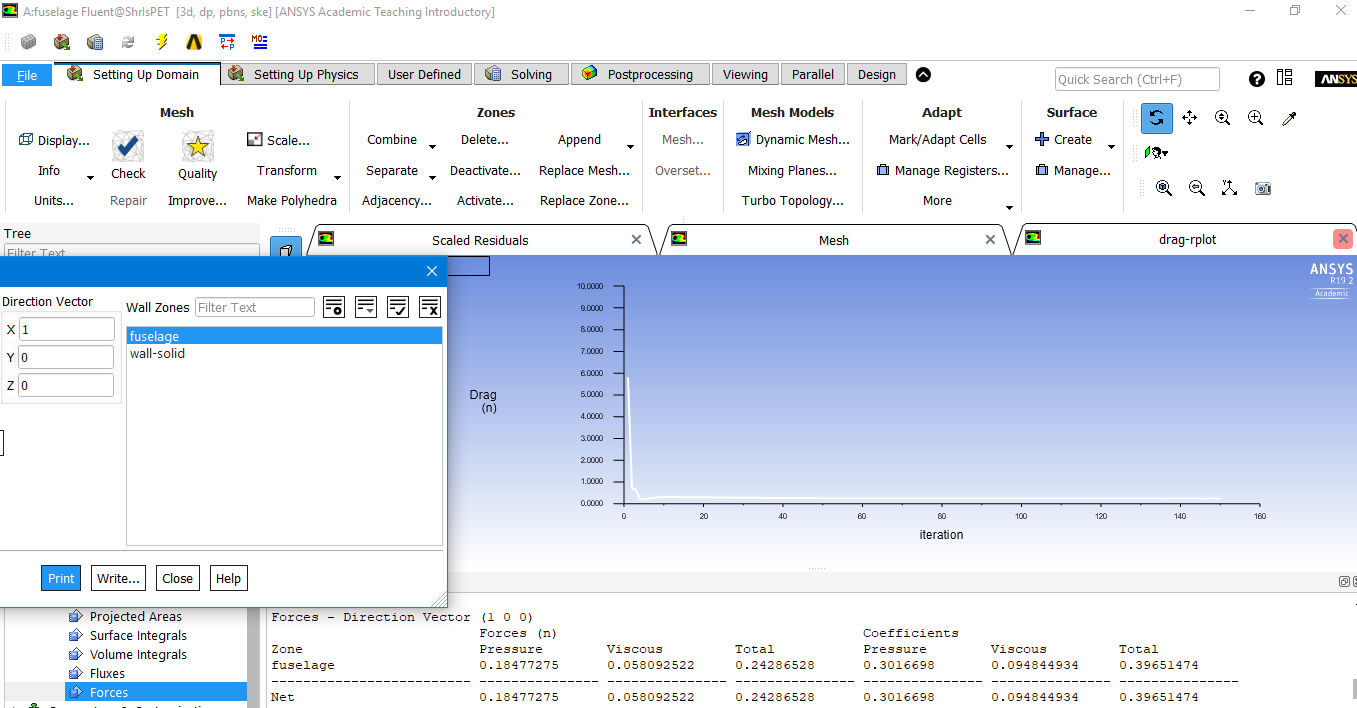 A:fuselage Fluent@ShrIsPET [3d, dp, pbns, ske] [ANSYS Academic Teaching Introductory]
File Setting Up Domain Setting Up Physics User Defined Solving Postprocessing Viewing Parallel Design
Quick Search (Ctrl+F)
ANSYS
Mesh Zones Interfaces Mesh Models Adapt Surface
Display... Scale... Combine Delete... Append Mesh... Dynamic Mesh... Mark/Adapt Cells Create
Info Check Quality Transform Separate Deactivate... Replace Mesh... Overset... Mixing Planes... Manage Registers... Manage...
Units... Repair Improve... Make Polyhedra Adjacency... Activate... Replace Zone... Turbo Topology... More
Tree
Filter Text
Scaled Residuals Mesh drag-rplot
Direction Vector
X 1
Y 0
Z 0
Wall Zones Filter Text
fuselage
wall-solid
Print Write... Close Help
ANSYS
R19.2
Academic
10.0000
9.0000
8.0000
7.0000
6.0000
5.0000
4.0000
3.0000
2.0000
1.0000
0.0000
Drag
(n)
0 20 40 60 80 100 120 140 160
iteration
Projected Areas
Surface Integrals
Volume Integrals
Fluxes
Forces
Forces - Direction Vector (1 0 0)
Forces (n) Coefficients
Zone Pressure Viscous Total Pressure Viscous Total
fuselage 0.18477275 0.058092522 0.24286528 0.3016698 0.094844934 0.39651474
Net 0.18477275 0.058092522 0.24286528 0.3016698 0.094844934 0.39651474